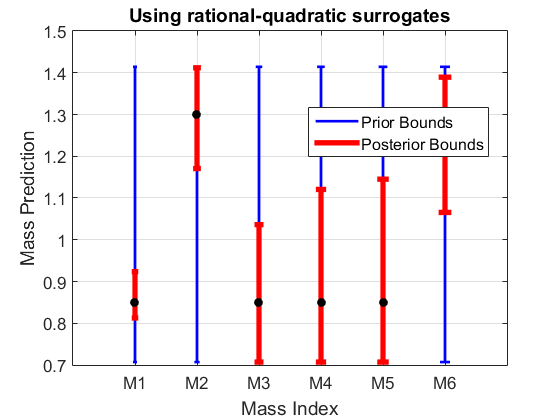 Using rational-quadratic surrogates
1.5
1.4
1.3
1.2
1.1
1
0.9
0.8
0.7
Mass Prediction
Prior Bounds
Posterior Bounds
M1 M2 M3 M4 M5 M6
Mass Index